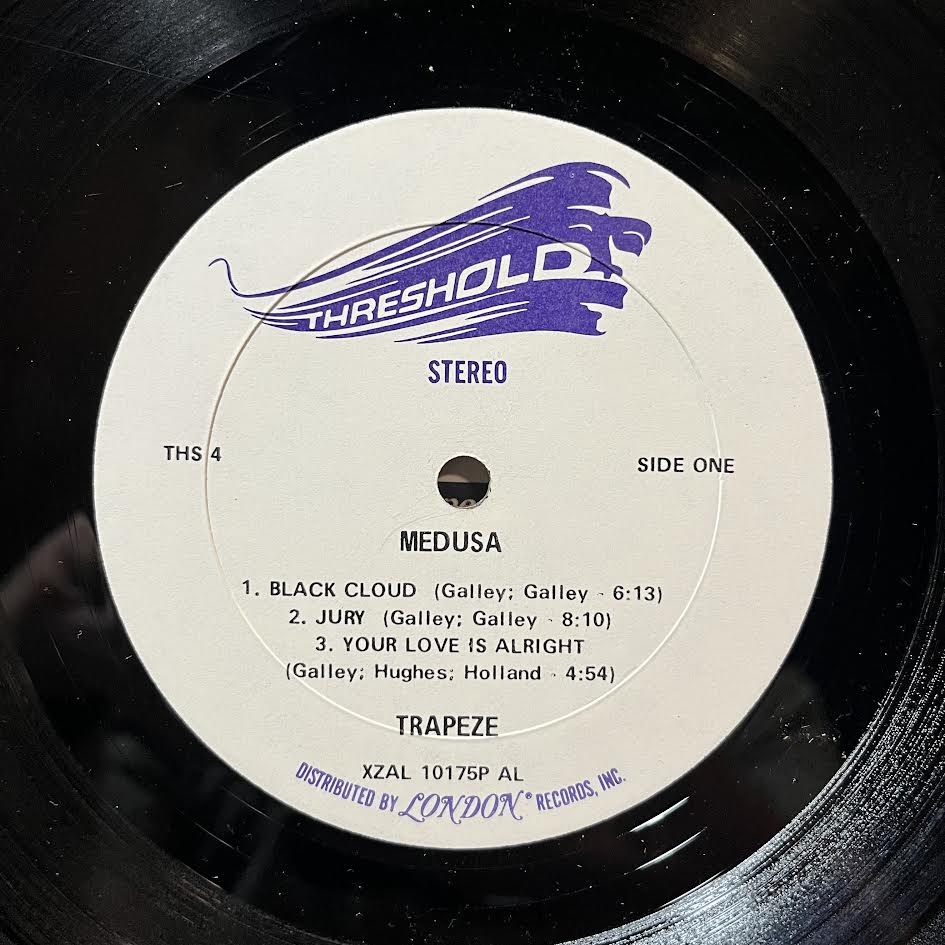 THRESHOLD
STEREO
THS 4
SIDE ONE
MEDUSA
1. BLACK CLOUD (Galley; Galley - 6:13)
2. JURY (Galley; Galley - 8:10)
3. YOUR LOVE IS ALRIGHT
(Galley; Hughes; Holland - 4:54)
TRAPEZE
XZAL 10175P AL
DISTRIBUTED BY LONDON® RECORDS, INC.